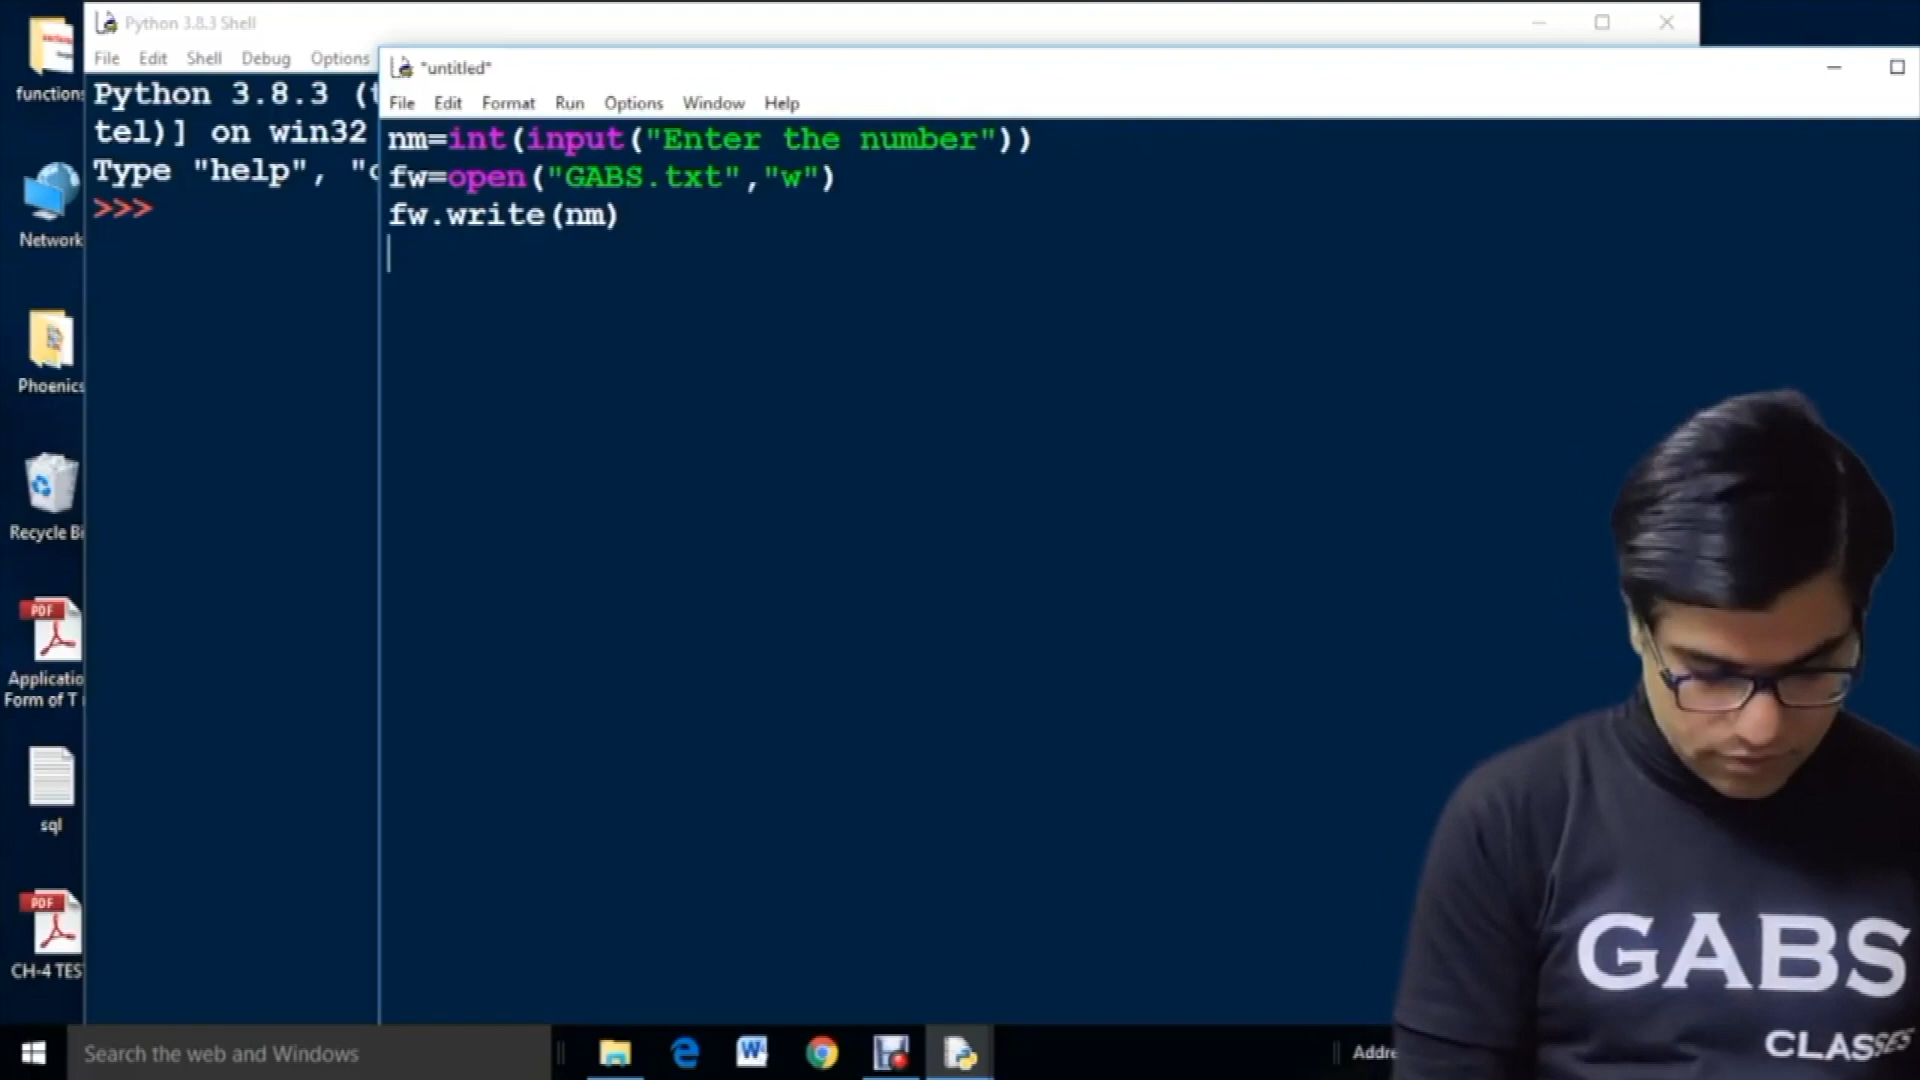 Python 3.8.3 Shell
File Edit Shell Debug Options
Python 3.8.3 (
tel)] on win32
Type "help", "c
>>>
"untitled"
File Edit Format Run Options Window Help
nm=int(input("Enter the number"))
fw=open("GABS.txt","w")
fw.write(nm)
functions
Network
Phoenics
Recycle Bi
PDF
Applicatio
Form of T
sql
PDF
CH-4 TES
GABS
CLASSES
Search the web and Windows
Addre